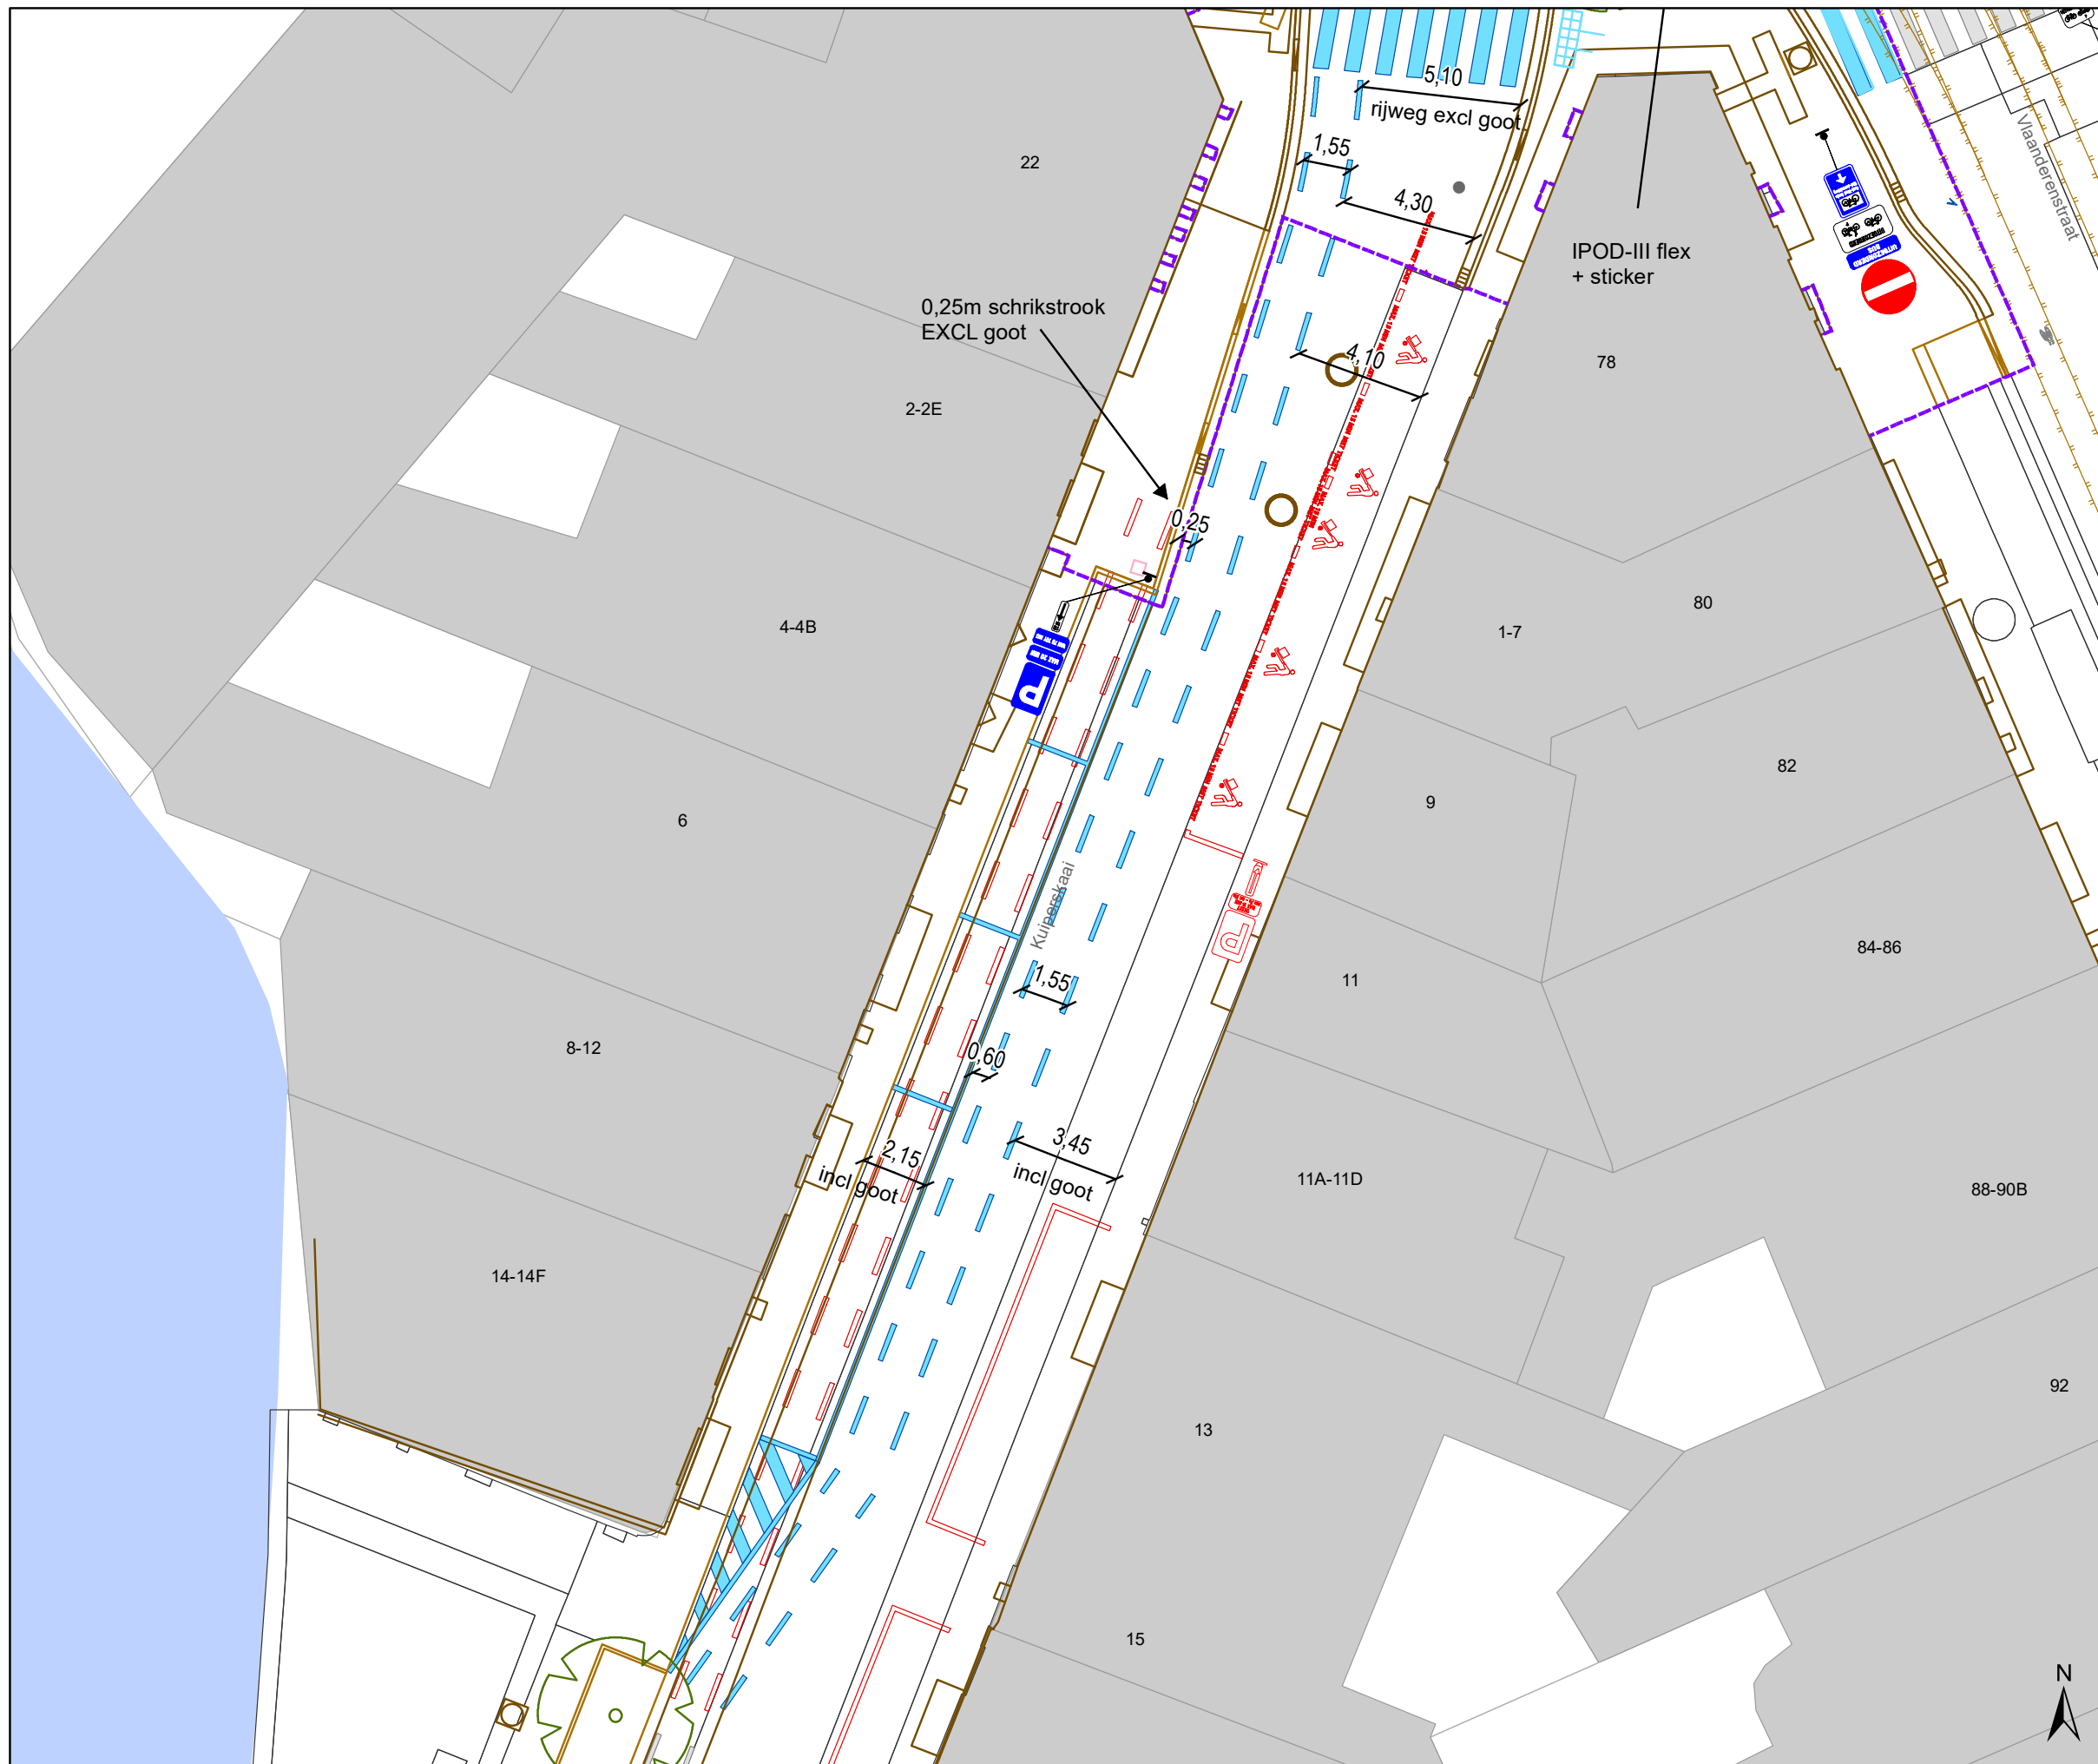 5,10
rijweg excl goot
Vlaanderenstraat
1,55
22
4,30
IPOD-III flex
+ sticker
0,25m schrikstrook
EXCL goot
4,10
78
2-2E
0,25
80
4-4B
1-7
P
82
9
6
Kuiperskaai
P
84-86
11
1,55
8-12
0,60
3,45
incl goot
2,15
incl goot
11A-11D
88-90B
14-14F
92
13
15
N